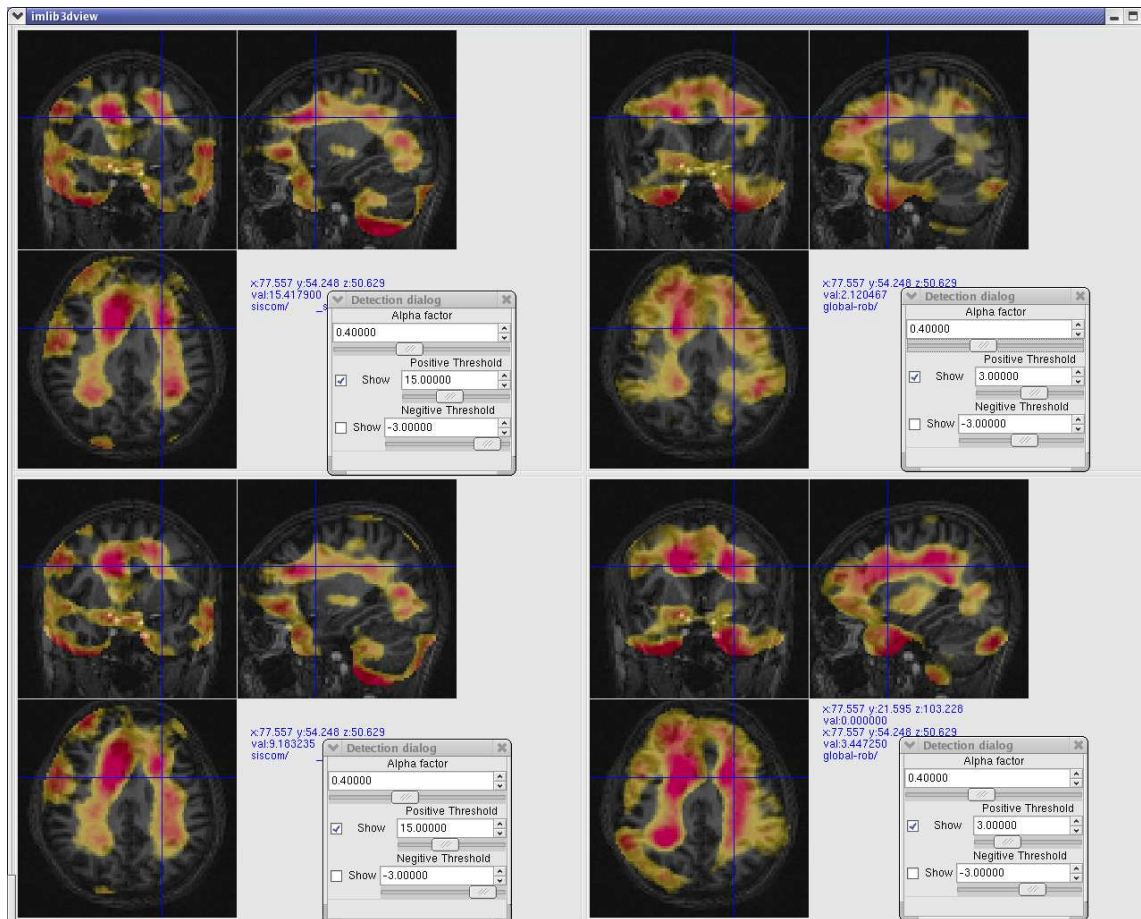 imlib3dview
x:77.557 y:54.248 z:50.629
val:15.417900
siscom/ _s
Detection dialog
Alpha factor
0.40000
Positive Threshold
Show 15.00000
Negitive Threshold
Show -3.00000
x:77.557 y:54.248 z:50.629
val:2.120467
global-rob/
Detection dialog
Alpha factor
0.40000
Positive Threshold
Show 3.00000
Negitive Threshold
Show -3.00000
x:77.557 y:54.248 z:50.629
val:9.183235
siscom/ _
Detection dialog
Alpha factor
0.40000
Positive Threshold
Show 15.00000
Negitive Threshold
Show -3.00000
x:77.557 y:21.595 z:103.228
val:0.000000
x:77.557 y:54.248 z:50.629
val:3.447250
global-rob/
Detection dialog
Alpha factor
0.40000
Positive Threshold
Show 3.00000
Negitive Threshold
Show -3.00000